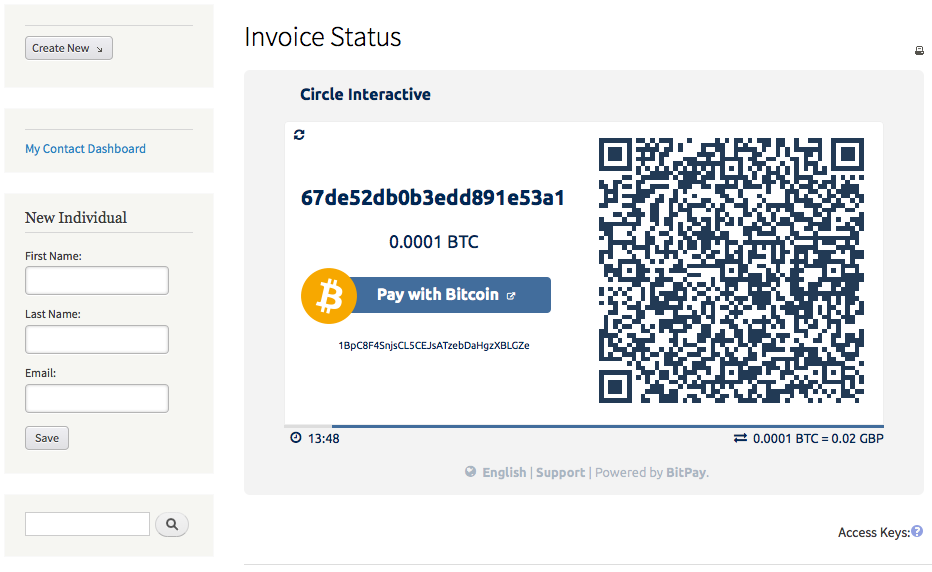 Create New
My Contact Dashboard
New Individual
First Name:
Last Name:
Email:
Save
Invoice Status
Circle Interactive
67de52db0b3edd891e53a1
0.0001 BTC
Pay with Bitcoin
1BpC8F4SnjsCL5CEJsATzebDaHgzXBLGZe
13:48
0.0001 BTC = 0.02 GBP
English | Support | Powered by BitPay.
Access Keys:?